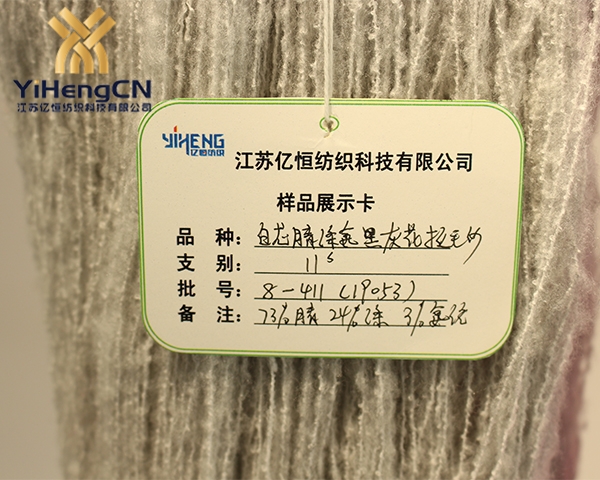 YiHengCN
江苏亿恒纺织科技有限公司
YIHENG
亿恒纺织
江苏亿恒纺织科技有限公司
样品展示卡
品 种: 白芯腈涤氨黑灰花拉毛纱
支 别: 11s
批 号: 8-411 (19053)
备 注: 73%腈 24%涤 3%氨纶